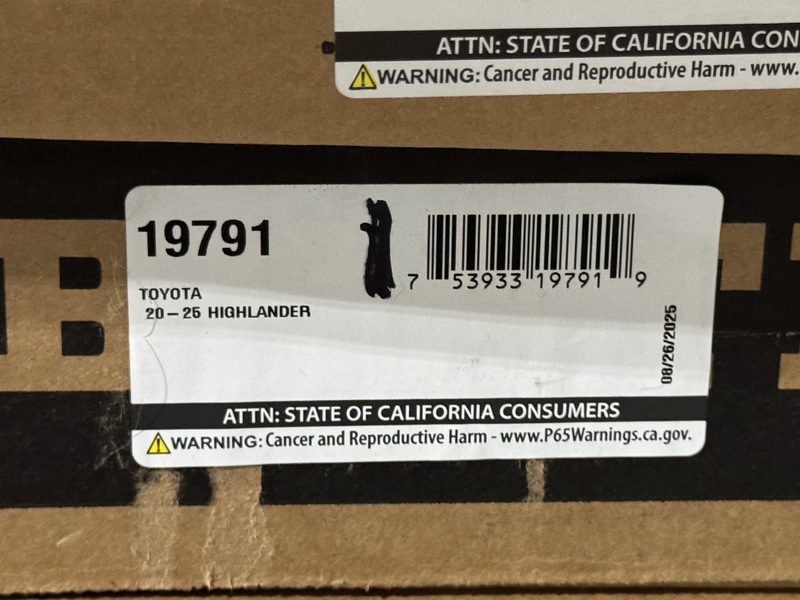 ATTN: STATE OF CALIFORNIA CON
WARNING: Cancer and Reproductive Harm - www.
19791
TOYOTA
20-25 HIGHLANDER
7 53933 19791 9
08/26/2025
ATTN: STATE OF CALIFORNIA CONSUMERS
WARNING: Cancer and Reproductive Harm - www.P65Warnings.ca.gov.